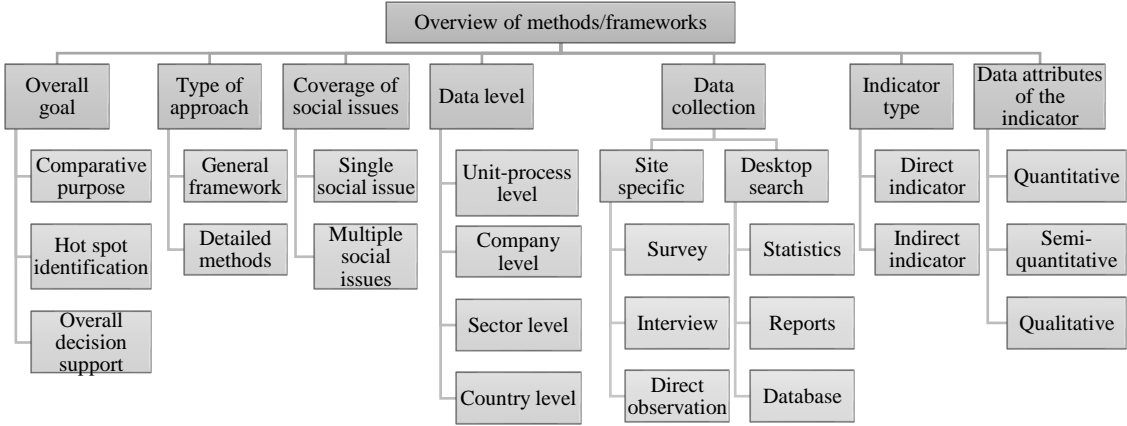 Overview of methods/frameworks
Overall
goal
Type of
approach
Coverage of
social issues
Data level
Data
collection
Indicator
type
Data attributes
of the
indicator
Comparative
purpose
Hot spot
identification
Overall
decision
support
General
framework
Detailed
methods
Single
social issue
Multiple
social
issues
Unit-process
level
Company
level
Sector level
Country level
Site
specific
Survey
Interview
Direct
observation
Desktop
search
Statistics
Reports
Database
Direct
indicator
Indirect
indicator
Quantitative
Semi-
quantitative
Qualitative